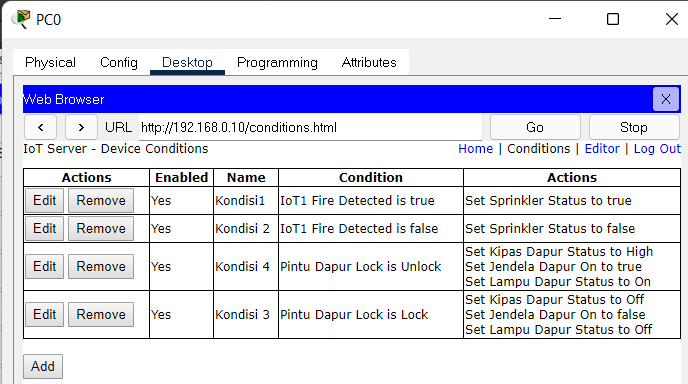 PC0
Physical Config Desktop Programming Attributes
Web Browser X
< > URL http://192.168.0.10/conditions.html Go Stop
IoT Server - Device Conditions Home | Conditions | Editor | Log Out
Actions Enabled Name Condition Actions
Edit Remove Yes Kondisi1 IoT1 Fire Detected is true Set Sprinkler Status to true
Edit Remove Yes Kondisi 2 IoT1 Fire Detected is false Set Sprinkler Status to false
Edit Remove Yes Kondisi 4 Pintu Dapur Lock is Unlock Set Kipas Dapur Status to High
Set Jendela Dapur On to true
Set Lampu Dapur Status to On
Edit Remove Yes Kondisi 3 Pintu Dapur Lock is Lock Set Kipas Dapur Status to Off
Set Jendela Dapur On to false
Set Lampu Dapur Status to Off
Add